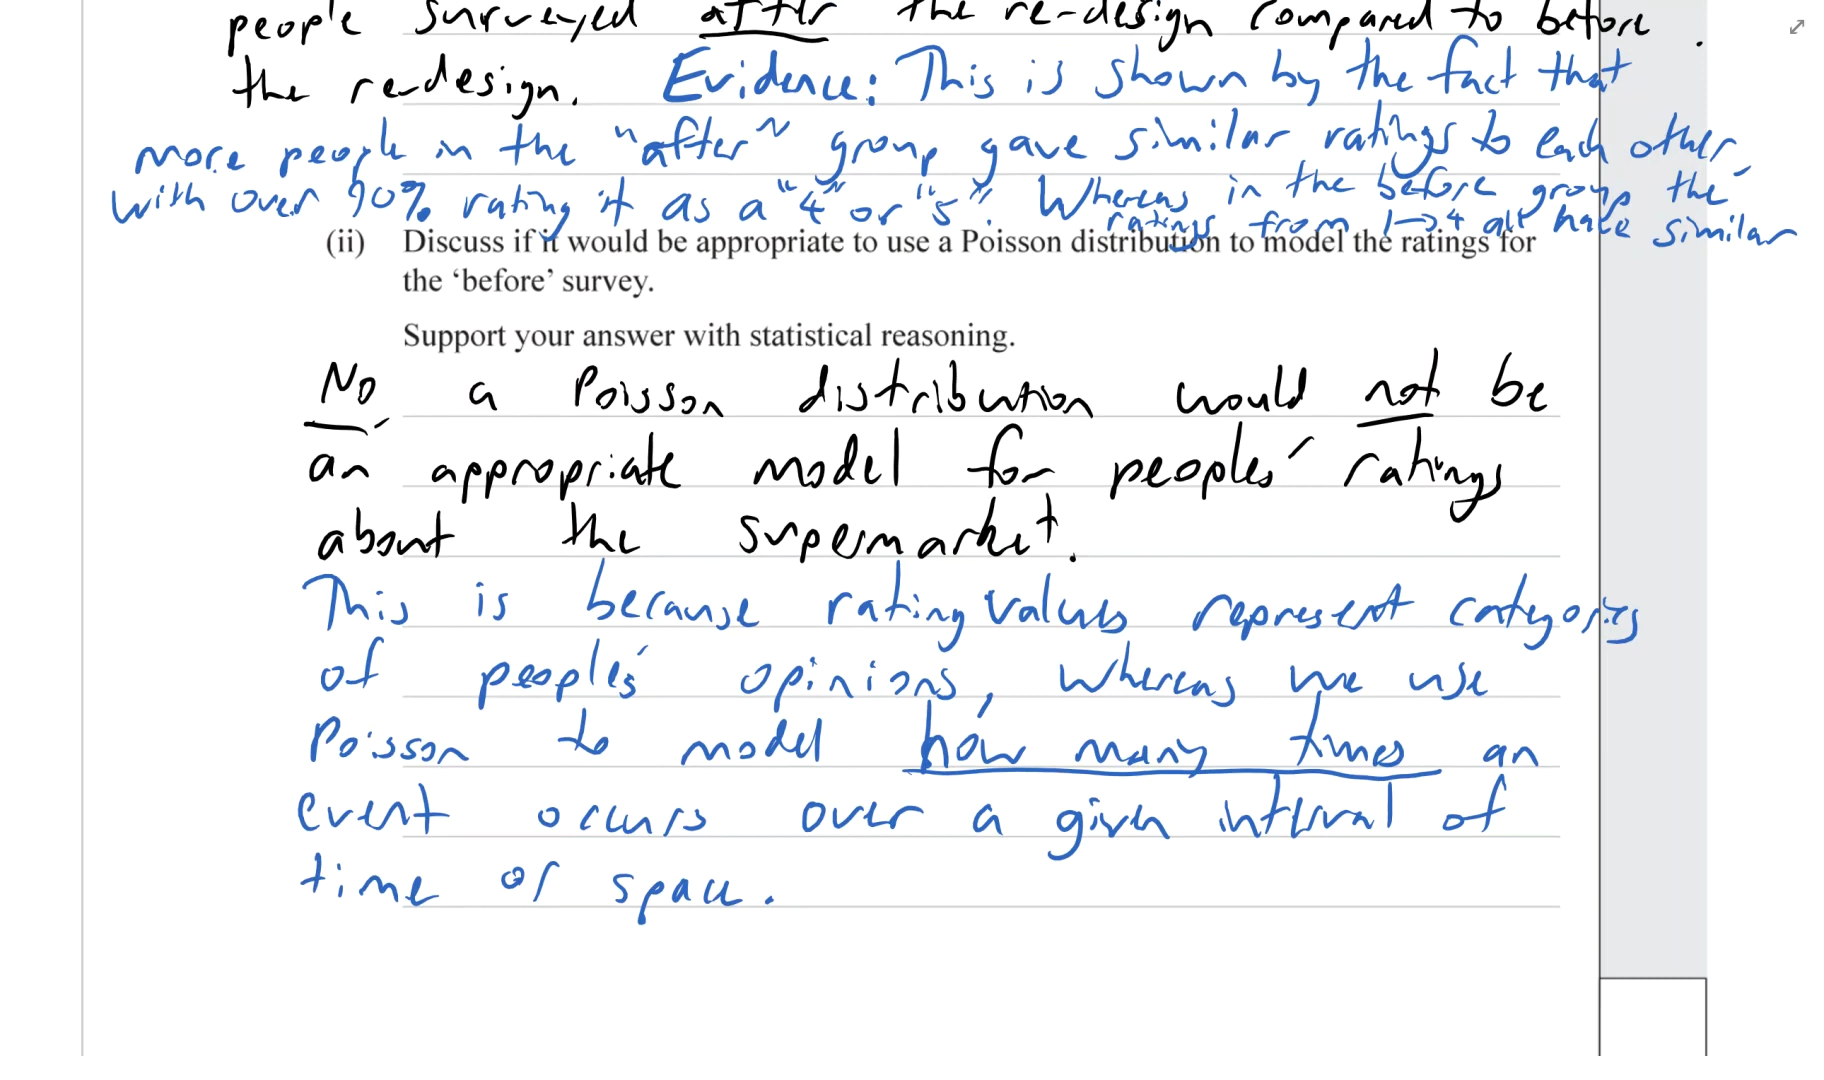 people surveyed after the re-design compared to before
the re-design. Evidence: This is shown by the fact that
more people in the "after" group gave similar ratings to each other,
with over 90% rating it as a "4" or "5". Whereas in the before group the
ratings from 1→4 all have similar
(ii) Discuss if it would be appropriate to use a Poisson distribution to model the ratings for
the ‘before’ survey.
Support your answer with statistical reasoning.
No, a Poisson distribution would not be
an appropriate model for peoples' ratings
about the supermarket.
This is because rating values represent categories
of people's opinions, whereas we use
Poisson to model how many times an
event occurs over a given interval of
time or space.